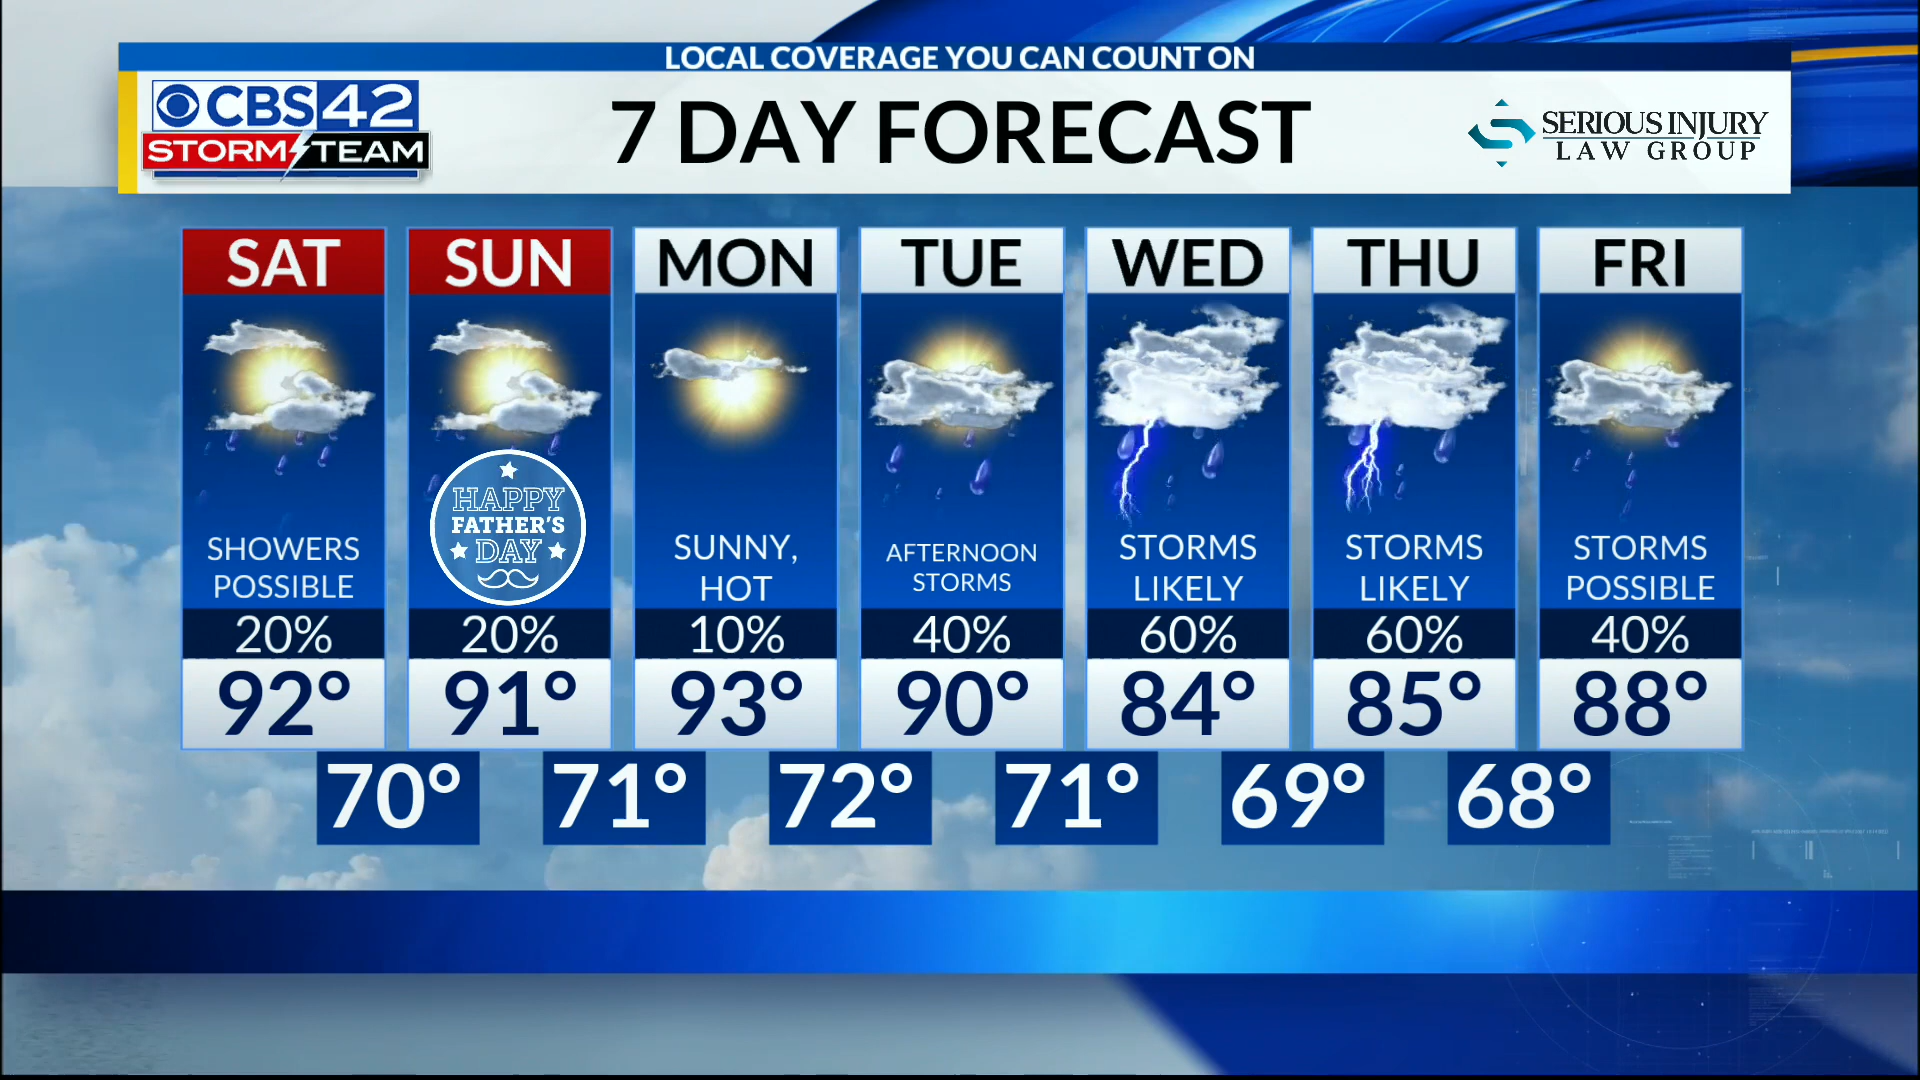 LOCAL COVERAGE YOU CAN COUNT ON
CBS 42
STORM TEAM
7 DAY FORECAST
SERIOUS INJURY
LAW GROUP
SAT
SUN
MON
TUE
WED
THU
FRI
HAPPY
FATHER'S
DAY
SHOWERS
POSSIBLE
SUNNY,
HOT
AFTERNOON
STORMS
STORMS
LIKELY
STORMS
LIKELY
STORMS
POSSIBLE
20%
20%
10%
40%
60%
60%
40%
92°
91°
93°
90°
84°
85°
88°
70°
71°
72°
71°
69°
68°